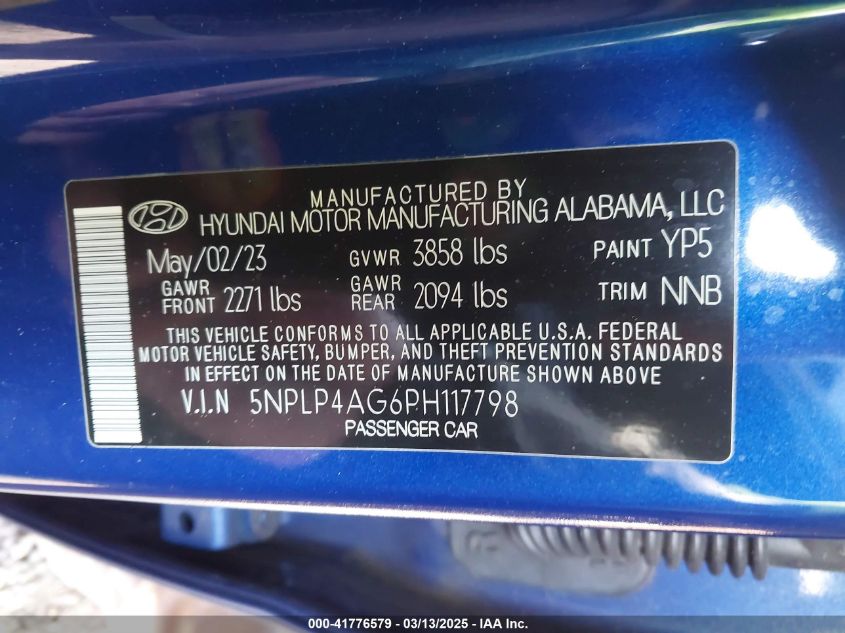 MANUFACTURED BY
HYUNDAI MOTOR MANUFACTURING ALABAMA, LLC
May/02/23 GVWR 3858 lbs PAINT YP5
GAWR FRONT 2271 lbs GAWR REAR 2094 lbs TRIM NNB
THIS VEHICLE CONFORMS TO ALL APPLICABLE U.S.A. FEDERAL
MOTOR VEHICLE SAFETY, BUMPER, AND THEFT PREVENTION STANDARDS
IN EFFECT ON THE DATE OF MANUFACTURE SHOWN ABOVE.
V.I.N 5NPLP4AG6PH117798
PASSENGER CAR
000-41776579 - 03/13/2025 - IAA Inc.